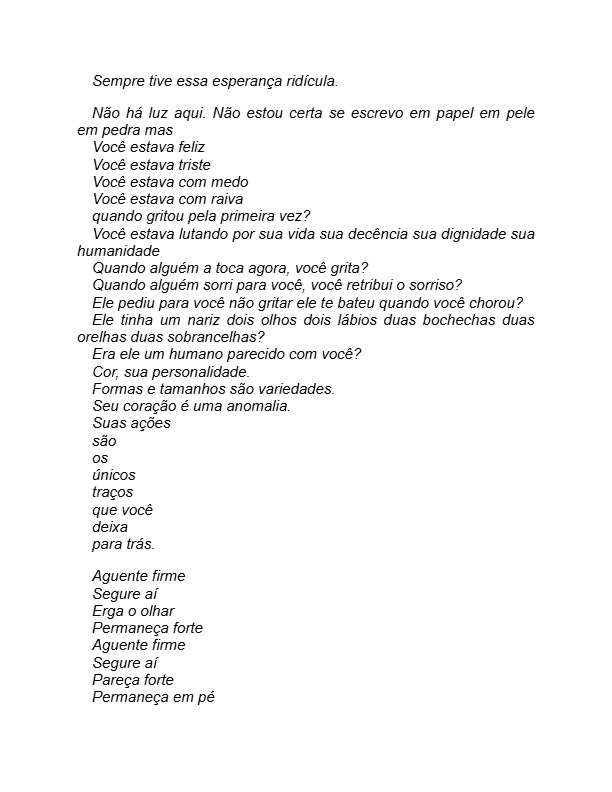 Sempre tive essa esperança ridícula.
Não há luz aqui. Não estou certa se escrevo em papel em pele
em pedra mas
Você estava feliz
Você estava triste
Você estava com medo
Você estava com raiva
quando gritou pela primeira vez?
Você estava lutando por sua vida sua decência sua dignidade sua
humanidade
Quando alguém a toca agora, você grita?
Quando alguém sorri para você, você retribui o sorriso?
Ele pediu para você não gritar ele te bateu quando você chorou?
Ele tinha um nariz dois olhos dois lábios duas bochechas duas
orelhas duas sobrancelhas?
Era ele um humano parecido com você?
Cor, sua personalidade.
Formas e tamanhos são variedades.
Seu coração é uma anomalia.
Suas ações
são
os
únicos
traços
que você
deixa
para trás.
Aguente firme
Segure aí
Erga o olhar
Permaneça forte
Aguente firme
Segure aí
Pareça forte
Permaneça em pé